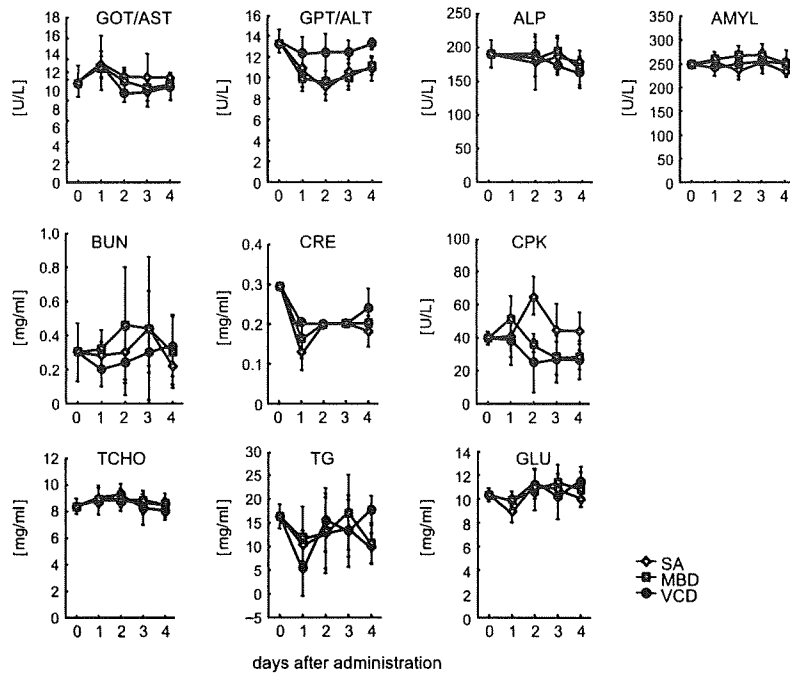 GOT/AST GPT/ALT ALP AMYL
18 16 14 12 10 8 6 4 2 0
[U/L]
0 1 2 3 4
16 14 12 10 8 6 4 2 0
[U/L]
0 1 2 3 4
250 200 150 100 50 0
[U/L]
0 1 2 3 4
350 300 250 200 150 100 50 0
[U/L]
0 1 2 3 4
BUN CRE CPK
1.0 0.8 0.6 0.4 0.2 0
[mg/ml]
0 1 2 3 4
0.4 0.3 0.2 0.1 0
[mg/ml]
0 1 2 3 4
100 80 60 40 20 0
[U/L]
0 1 2 3 4
TCHO TG GLU
12 10 8 6 4 2 0
[mg/ml]
0 1 2 3 4
30 25 20 15 10 5 0 −5
[mg/ml]
0 1 2 3 4
14 12 10 8 6 4 2 0
[mg/ml]
0 1 2 3 4
SA
MBD
VCD
days after administration